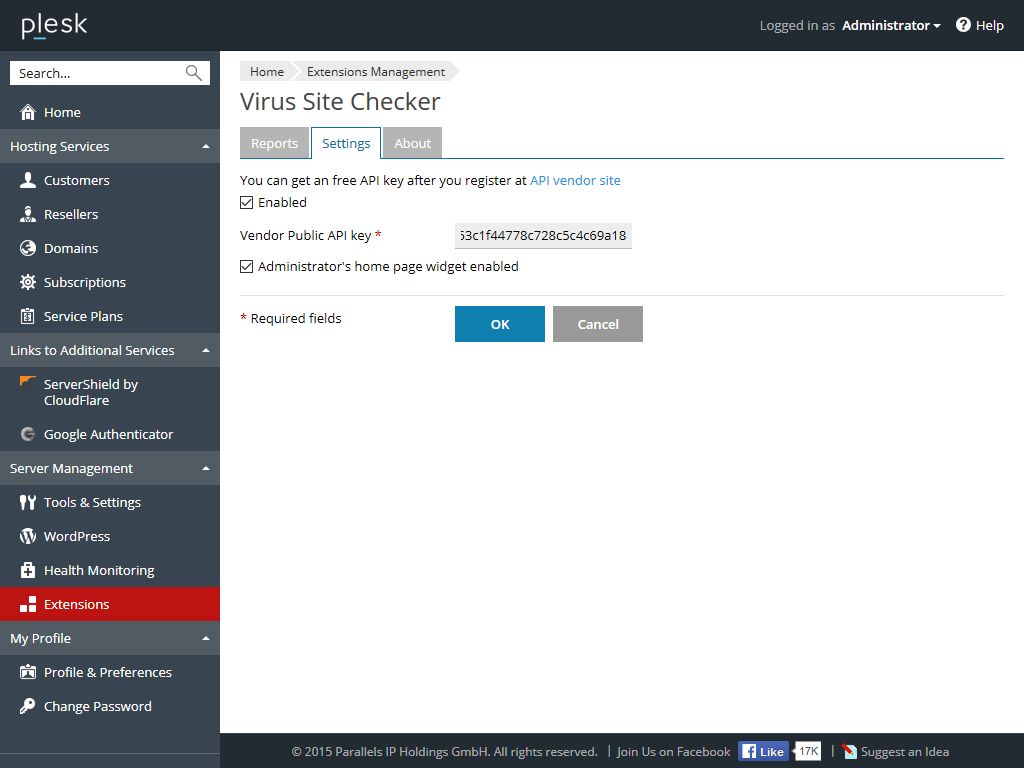 plesk
Logged in as Administrator
Help
Search...
Home
Hosting Services
Customers
Resellers
Domains
Subscriptions
Service Plans
Links to Additional Services
ServerShield by
CloudFlare
Google Authenticator
Server Management
Tools & Settings
WordPress
Health Monitoring
Extensions
My Profile
Profile & Preferences
Change Password
Home Extensions Management
Virus Site Checker
Reports Settings About
You can get an free API key after you register at API vendor site
Enabled
Vendor Public API key * 53c1f44778c728c5c4c69a18
Administrator's home page widget enabled
* Required fields OK Cancel
© 2015 Parallels IP Holdings GmbH. All rights reserved. | Join Us on Facebook Like 17K | Suggest an Idea